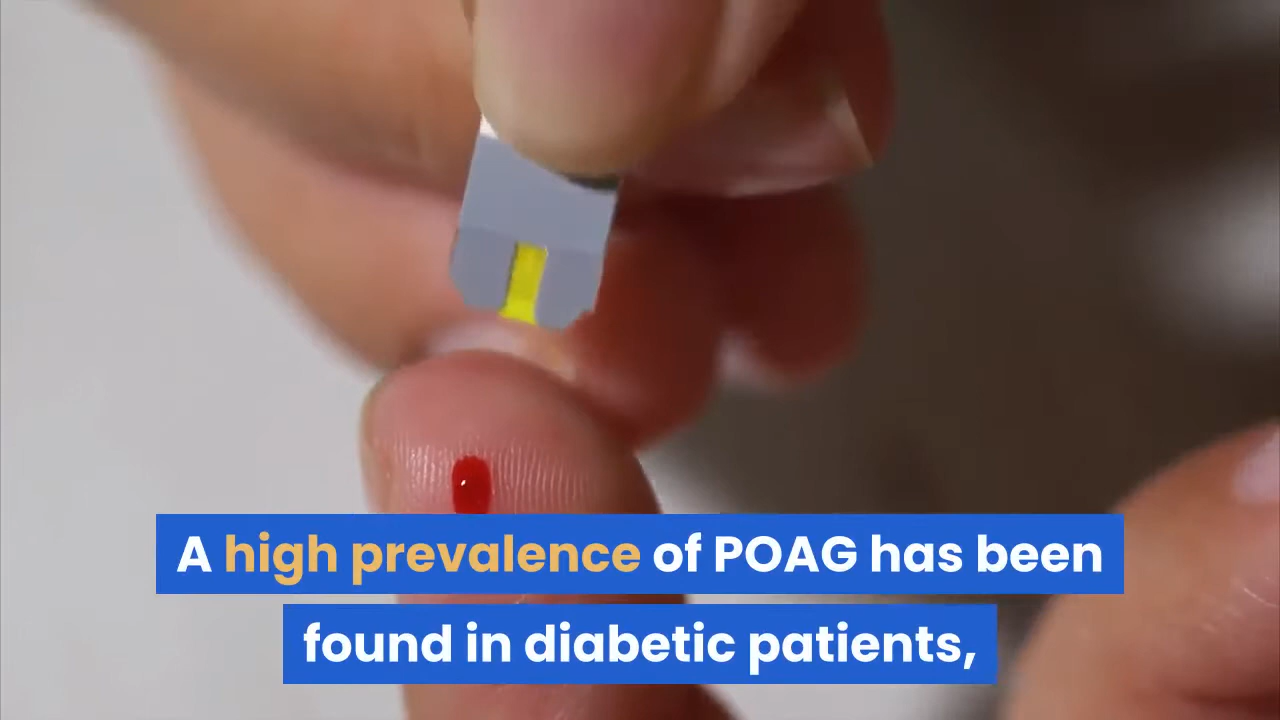 A high prevalence of POAG has been
found in diabetic patients,